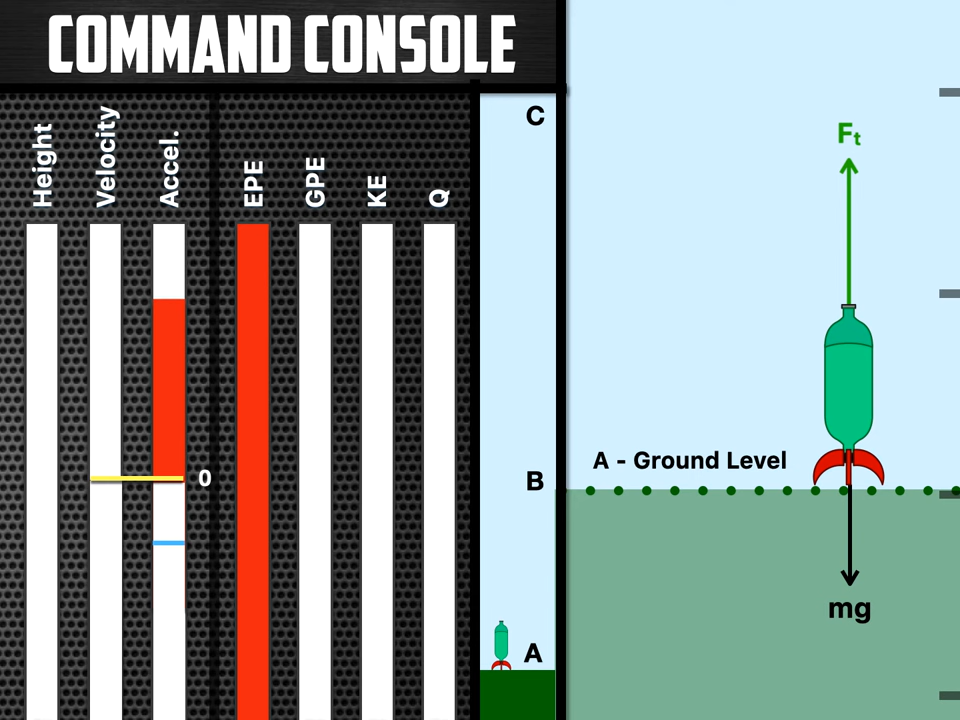 COMMAND CONSOLE
Height
Velocity
Accel.
EPE
GPE
KE
Q
0
C
B
A
Ft
A - Ground Level
mg